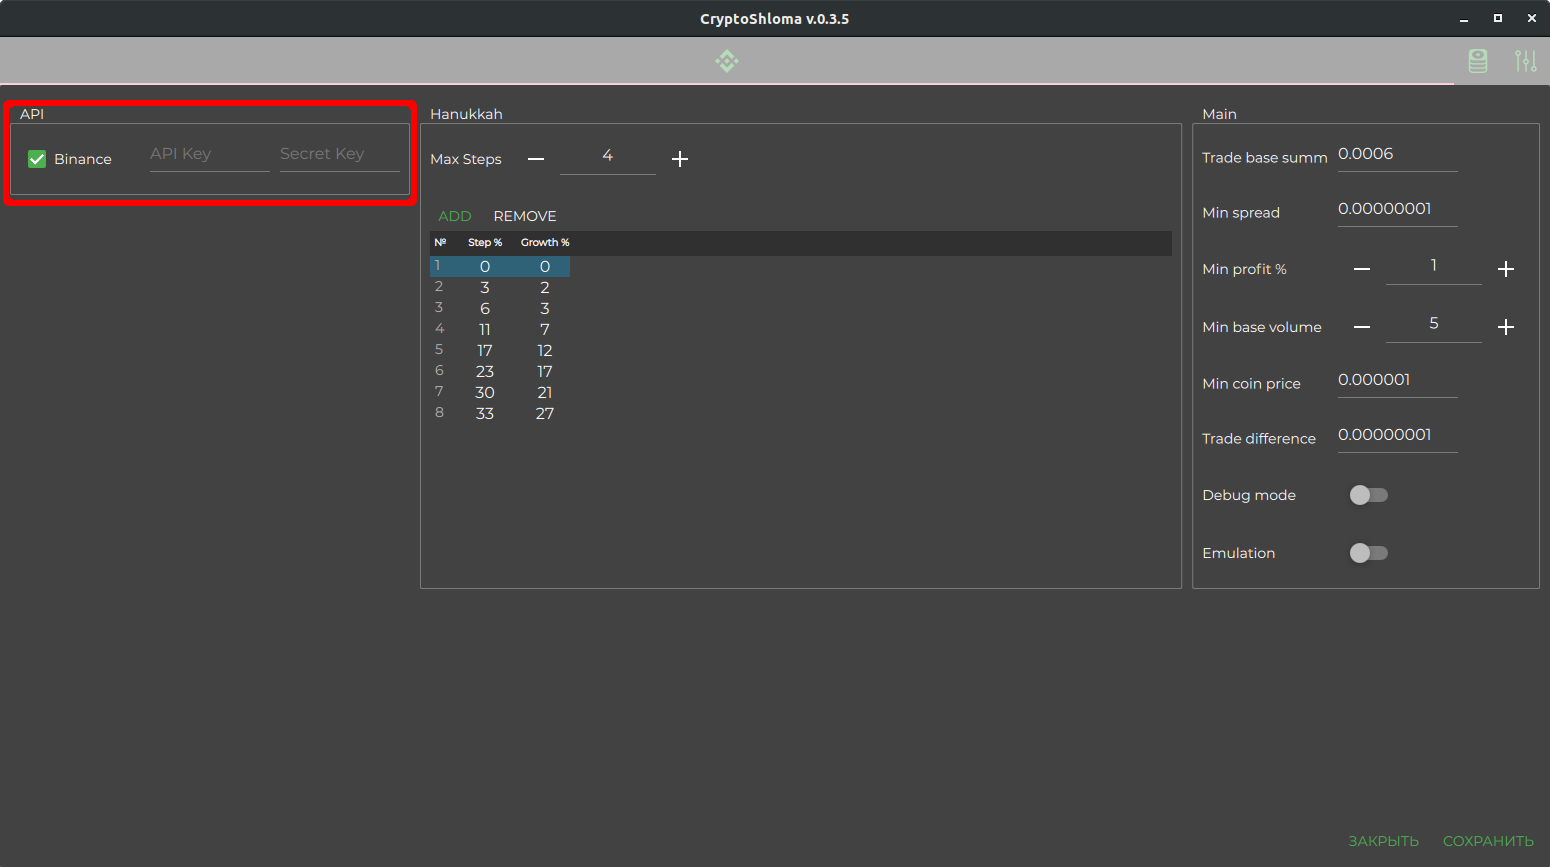 CryptoShloma v.0.3.5
API
Binance API Key Secret Key
Hanukkah
Max Steps 4
ADD REMOVE
№ Step % Growth %
1 0 0
2 3 2
3 6 3
4 11 7
5 17 12
6 23 17
7 30 21
8 33 27
Main
Trade base summ 0.0006
Min spread 0.00000001
Min profit % 1
Min base volume 5
Min coin price 0.000001
Trade difference 0.00000001
Debug mode
Emulation
ЗАКРЫТЬ СОХРАНИТЬ